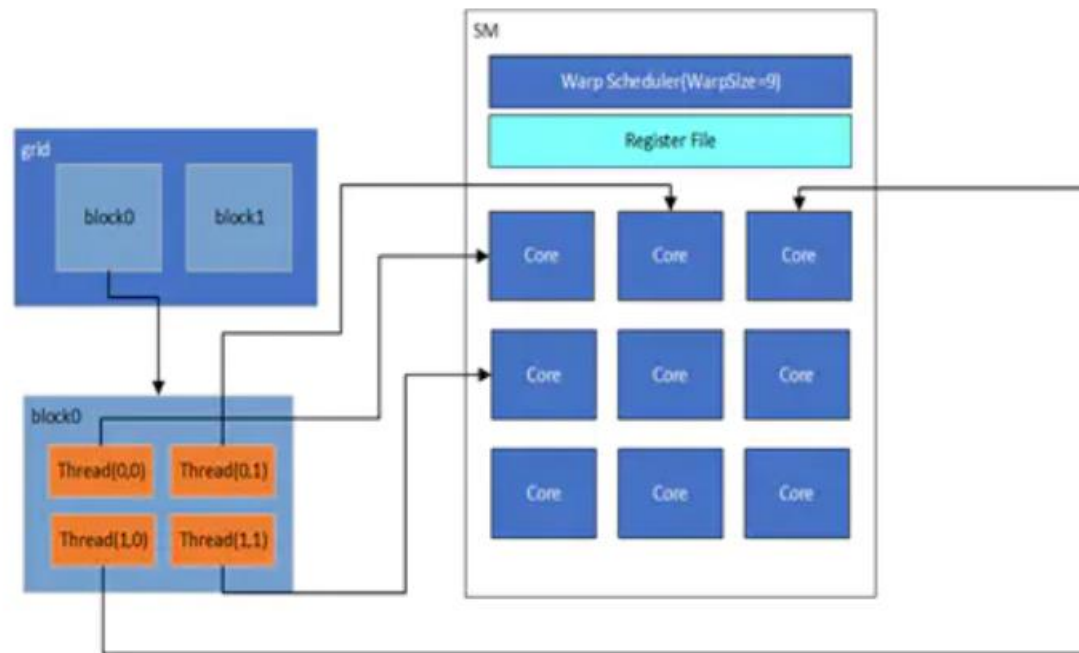 SM
Warp Scheduler(WarpSize=9)
Register File
grid
block0
block1
Core
Core
Core
Core
Core
Core
Core
Core
Core
block0
Thread(0,0)
Thread(0,1)
Thread(1,0)
Thread(1,1)